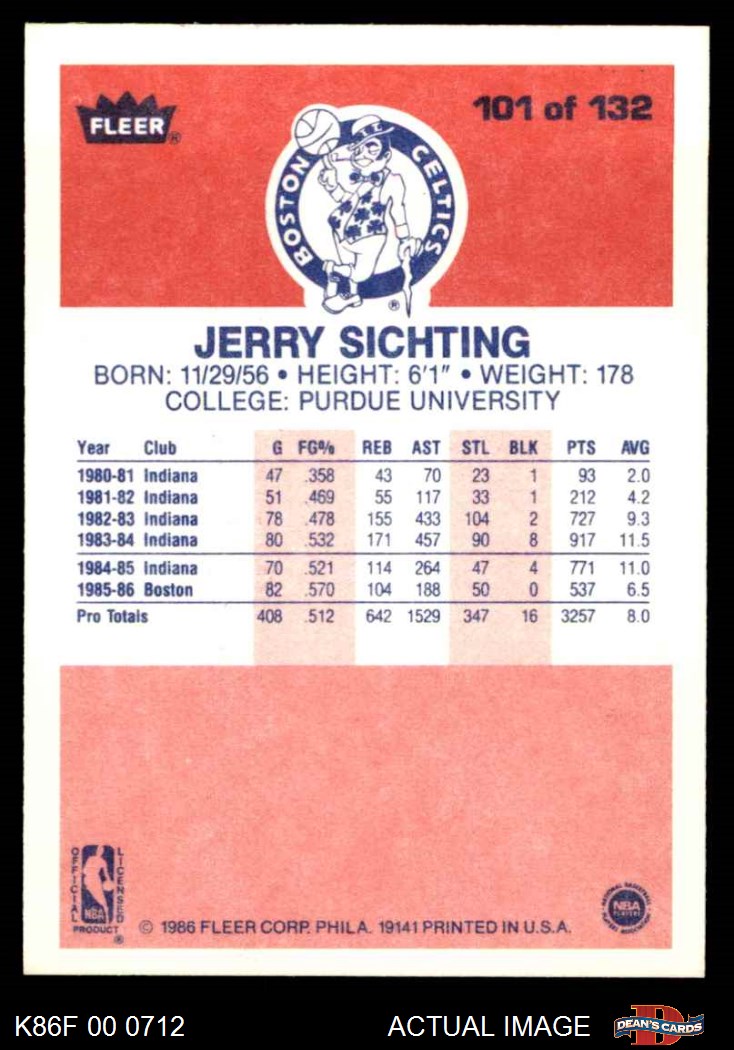 FLEER®
101 of 132
BOSTON CELTICS
®
JERRY SICHTING
BORN: 11/29/56 • HEIGHT: 6'1" • WEIGHT: 178
COLLEGE: PURDUE UNIVERSITY
Year Club G FG% REB AST STL BLK PTS AVG
1980-81 Indiana 47 .358 43 70 23 1 93 2.0
1981-82 Indiana 51 .469 55 117 33 1 212 4.2
1982-83 Indiana 78 .478 155 433 104 2 727 9.3
1983-84 Indiana 80 .532 171 457 90 8 917 11.5
1984-85 Indiana 70 .521 114 264 47 4 771 11.0
1985-86 Boston 82 .570 104 188 50 0 537 6.5
Pro Totals 408 .512 642 1529 347 16 3257 8.0
OFFICIAL LICENSED
NBA
PRODUCT
®
© 1986 FLEER CORP. PHILA. 19141 PRINTED IN U.S.A.
NATIONAL BASKETBALL
NBA
PLAYERS
PLAYERS ASSOCIATION
K86F 00 0712
ACTUAL IMAGE
D
DEAN'S CARDS